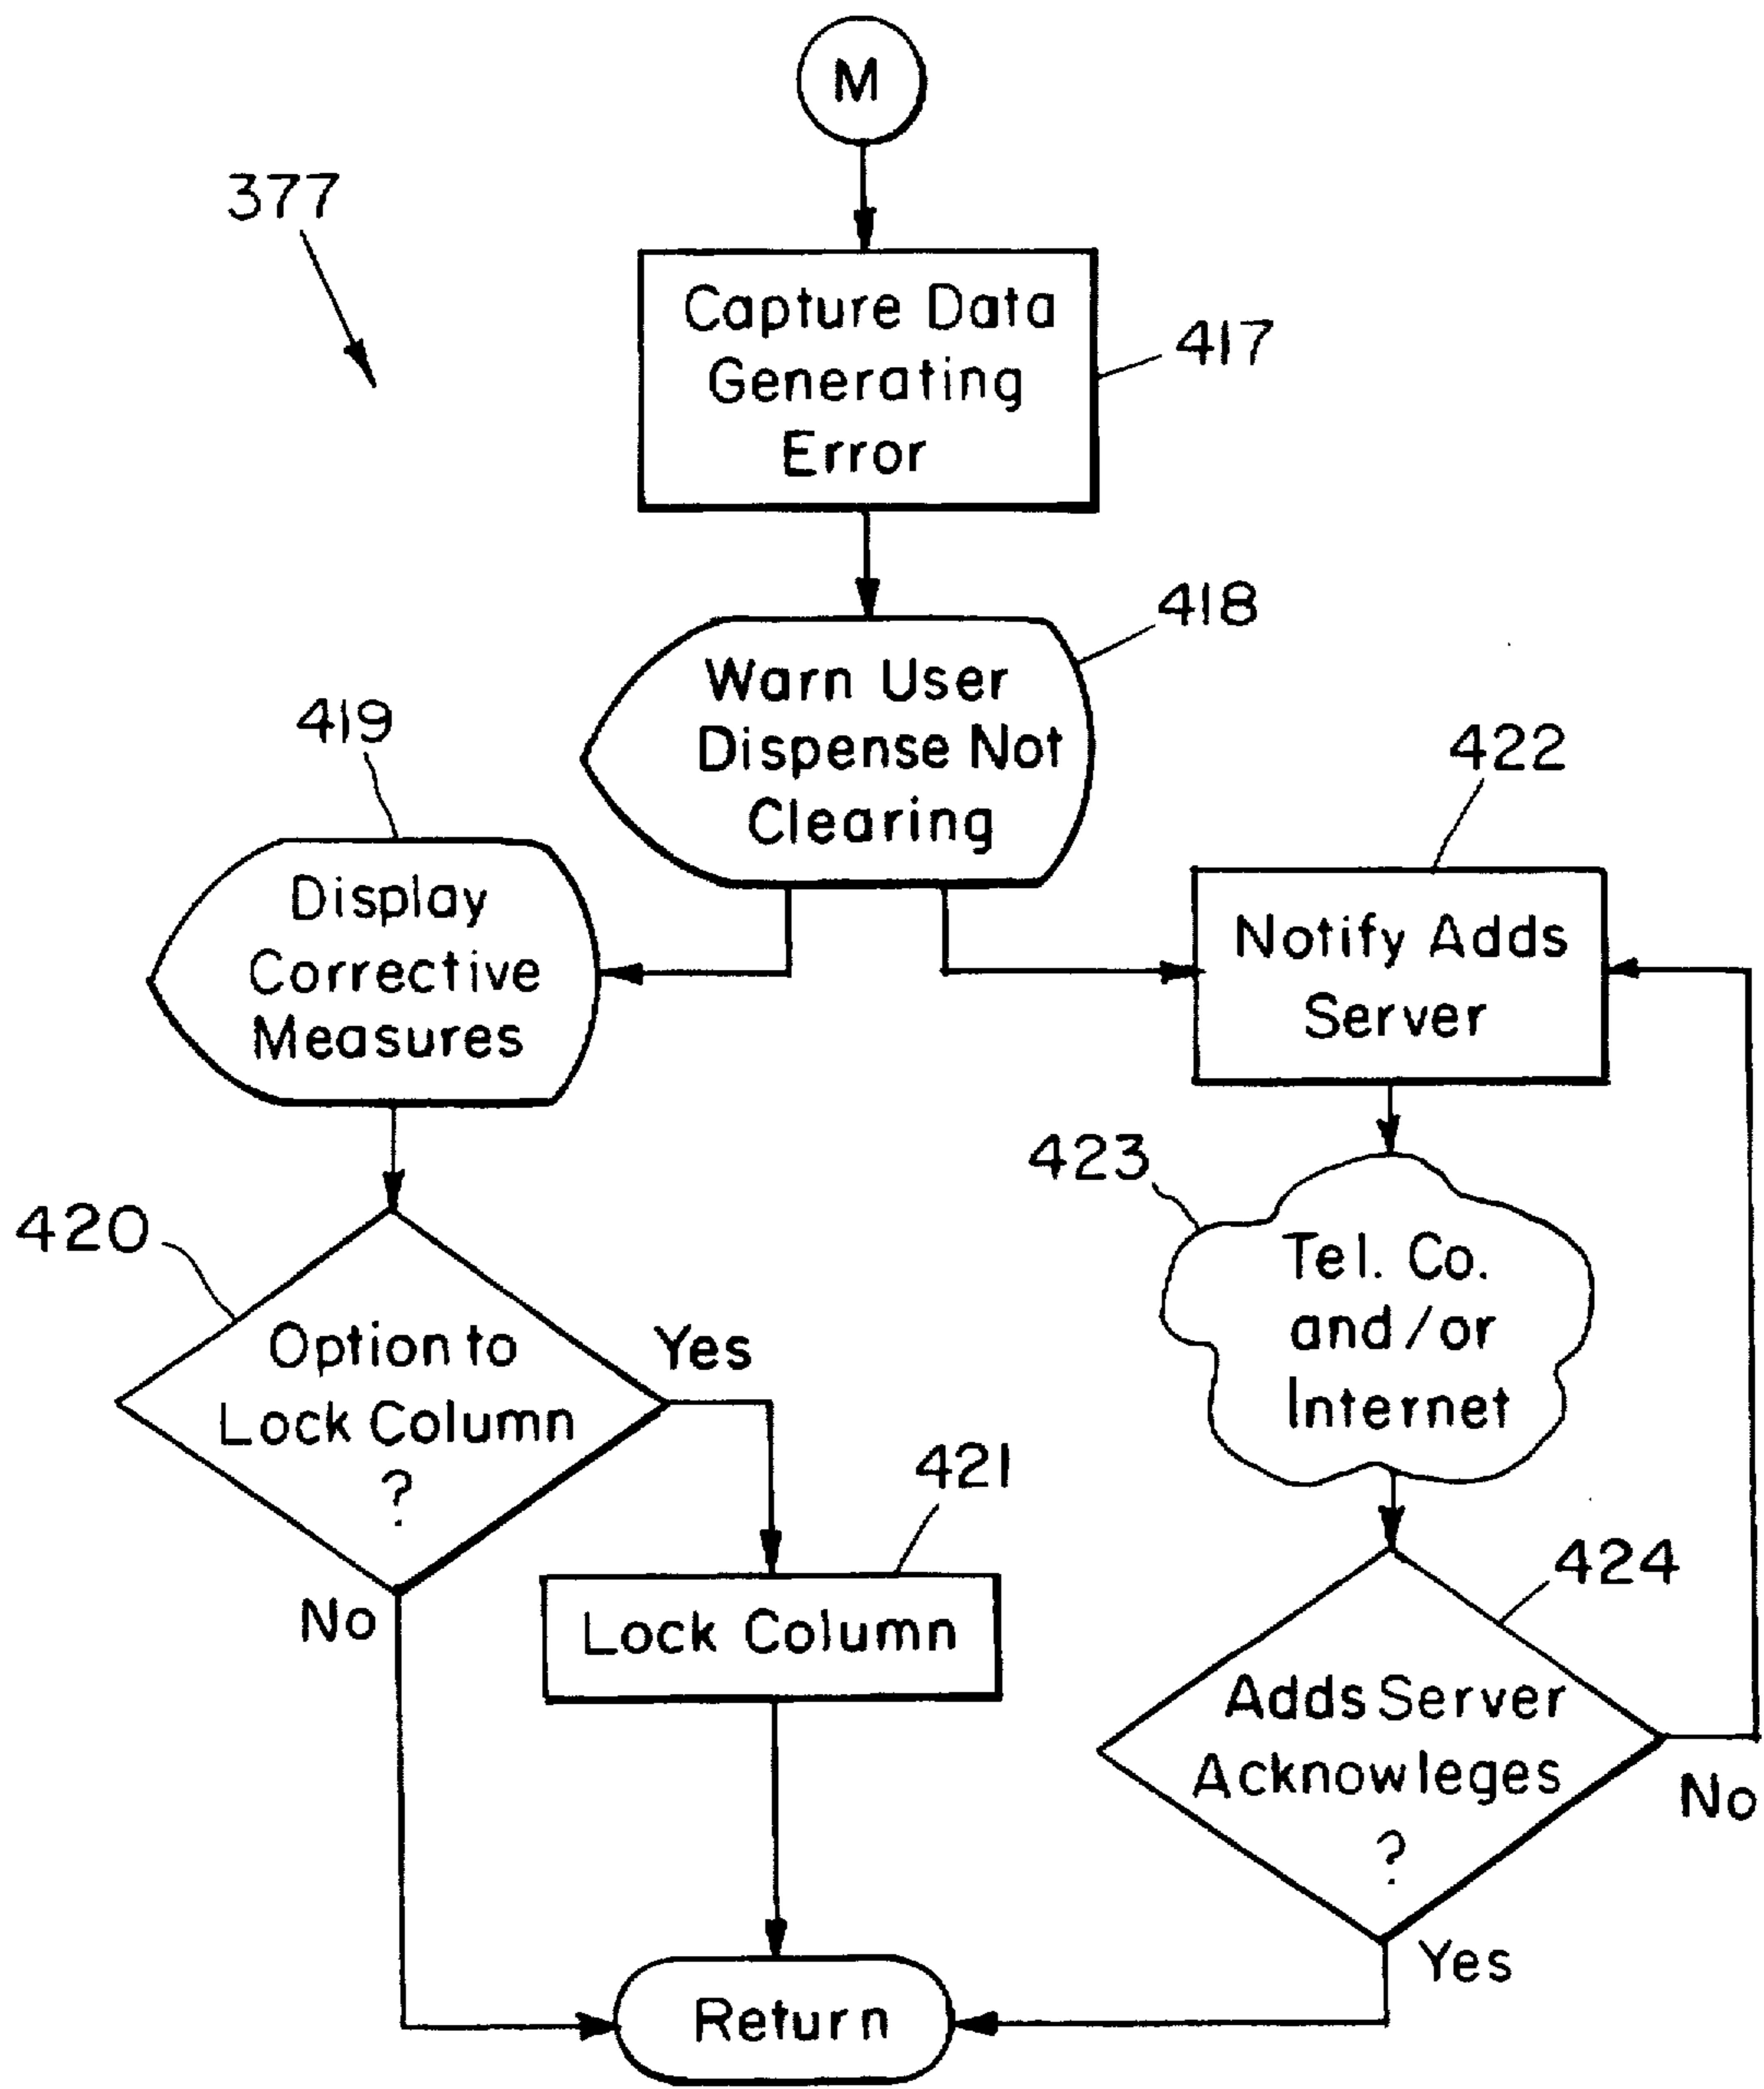 M
377
Capture Data
Generating
Error
417
418
Warn User
Dispense Not
Clearing
419
Display
Corrective
Measures
422
Notify Adds
Server
423
Tel. Co.
and/or
Internet
420
Option to
Lock Column
?
Yes
No
421
Lock Column
424
Adds Server
Acknowleges
?
No
Yes
Return